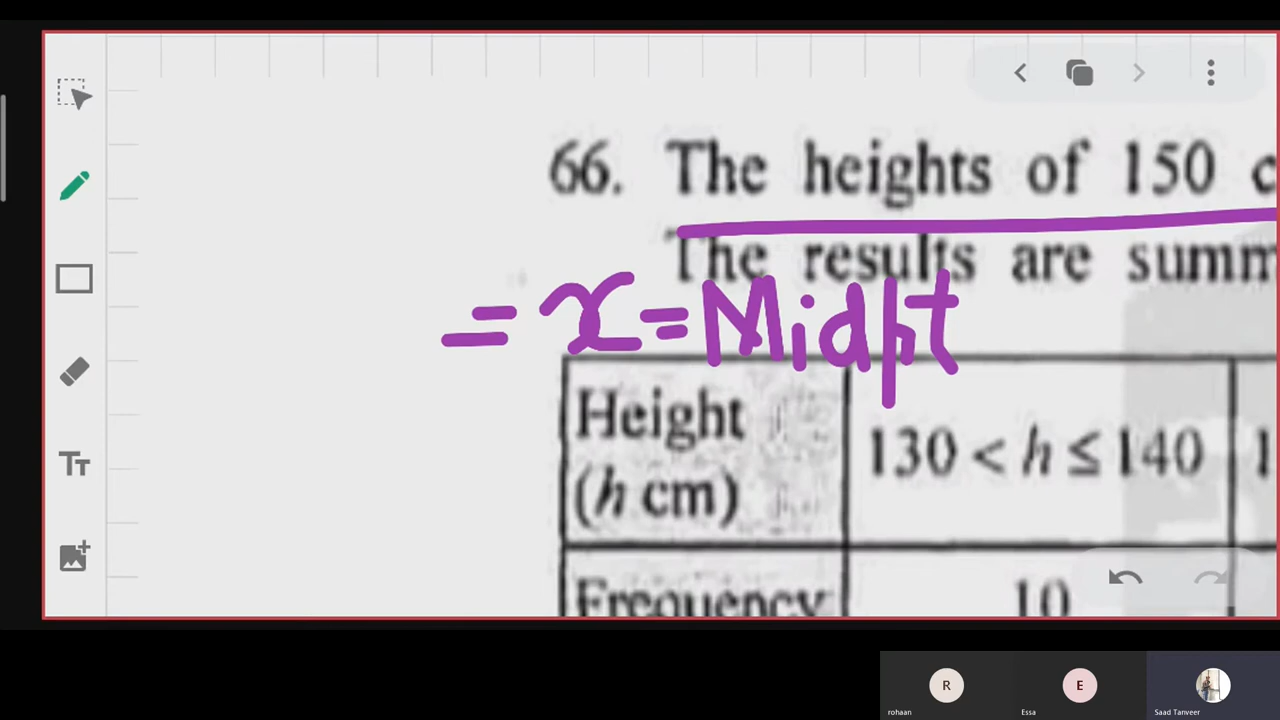 66. The heights of 150
The results are summ
= x = Midpt
Height
(h cm)
130 < h ≤ 140
Frequency
10
TT
R
E
rohaan
Essa
Saad Tanveer